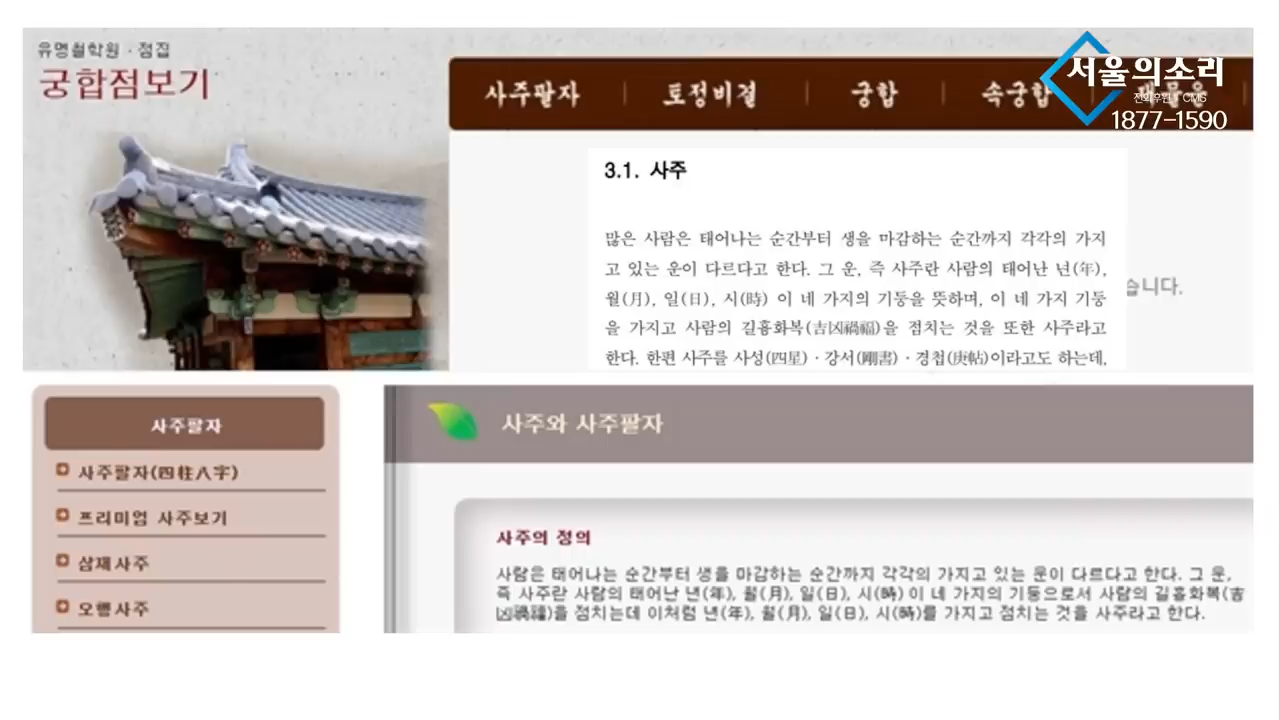 유명철학원 · 점집
궁합점보기
사주팔자
토정비결
궁합
속궁합
서울의소리
전화후원 CMS
1877-1590
3.1. 사주
많은 사람은 태어나는 순간부터 생을 마감하는 순간까지 각각의 가지
고 있는 운이 다르다고 한다. 그 운, 즉 사주란 사람의 태어난 년(年),
월(月), 일(日), 시(時) 이 네 가지의 기둥을 뜻하며, 이 네 가지 기둥
을 가지고 사람의 길흉화복(吉凶禍福)을 점치는 것을 또한 사주라고
한다. 한편 사주를 사성(四星) · 강서(剛書) · 경첩(庚帖)이라고도 하는데,
습니다.
사주팔자
사주팔자(四柱八字)
프리미엄 사주보기
삼재사주
오행사주
사주와 사주팔자
사주의 정의
사람은 태어나는 순간부터 생을 마감하는 순간까지 각각의 가지고 있는 운이 다르다고 한다. 그 운,
즉 사주란 사람의 태어난 년(年), 월(月), 일(日), 시(時) 이 네 가지의 기둥으로서 사람의 길흉화복(吉
凶禍福)을 점치는데 이처럼 년(年), 월(月), 일(日), 시(時)를 가지고 점치는 것을 사주라고 한다.